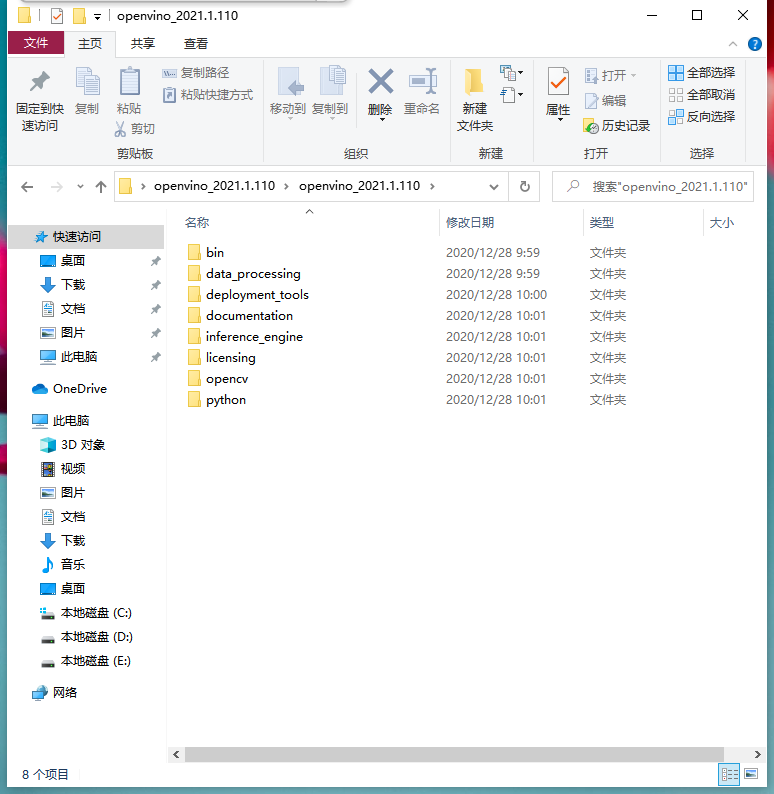 openvino_2021.1.110
文件 主页 共享 查看
固定到快速访问 复制 粘贴 复制路径 粘贴快捷方式 剪切 移动到 复制到 删除 重命名 新建文件夹 属性 打开 编辑 历史记录 全部选择 全部取消 反向选择
剪贴板 组织 新建 打开 选择
openvino_2021.1.110 openvino_2021.1.110 搜索"openvino_2021.1.110"
名称 修改日期 类型 大小
bin 2020/12/28 9:59 文件夹
data_processing 2020/12/28 9:59 文件夹
deployment_tools 2020/12/28 10:00 文件夹
documentation 2020/12/28 10:01 文件夹
inference_engine 2020/12/28 10:01 文件夹
licensing 2020/12/28 10:01 文件夹
opencv 2020/12/28 10:01 文件夹
python 2020/12/28 10:01 文件夹
快速访问
桌面
下载
文档
图片
此电脑
OneDrive
此电脑
3D 对象
视频
图片
文档
下载
音乐
桌面
本地磁盘 (C:)
本地磁盘 (D:)
本地磁盘 (E:)
网络
8 个项目